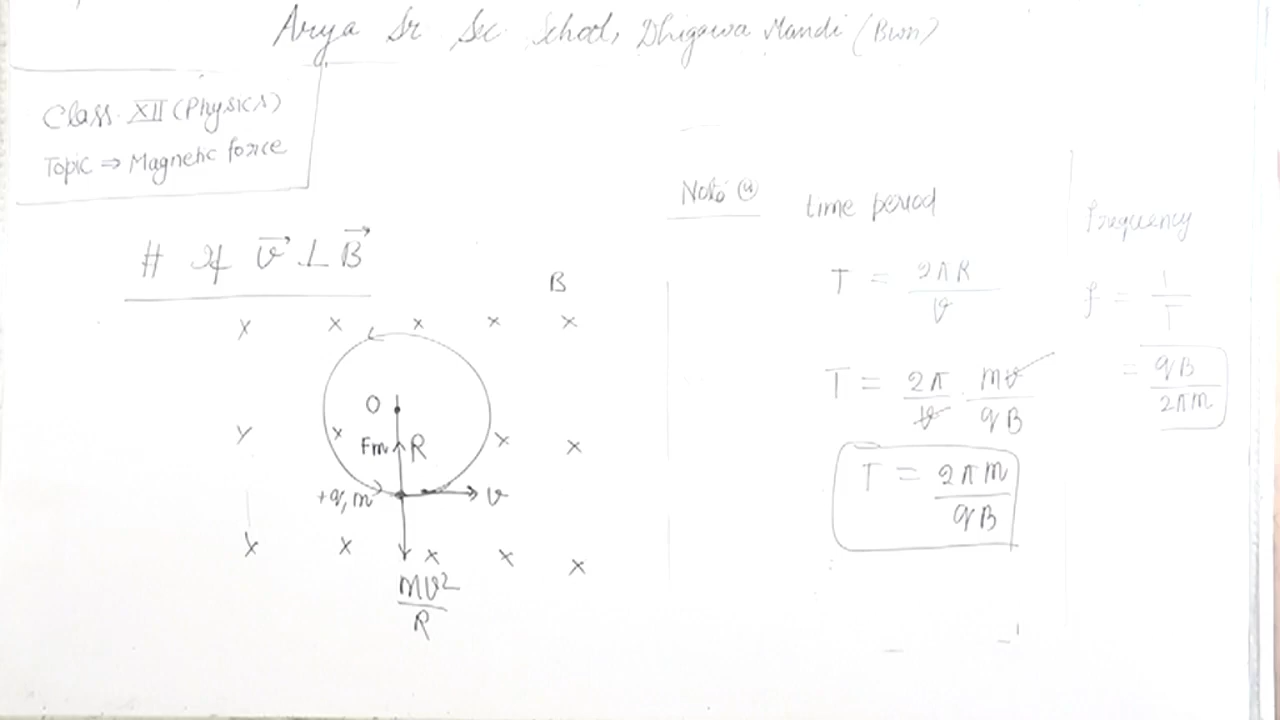 Arya Sr Sec School, Dhigawa Mandi (Bwn)
Class. XII (Physics)
Topic ⇒ Magnetic force
# If v⃗ ⊥ B⃗
B
x x x x x
O
x x x x
Fm R
+q, m v
x x x x x
mv²/R
Note @
time period
T = 2πR/v
T = 2π/v · mv/qB
T = 2πm/qB
frequency
f = 1/T
= qB/2πm